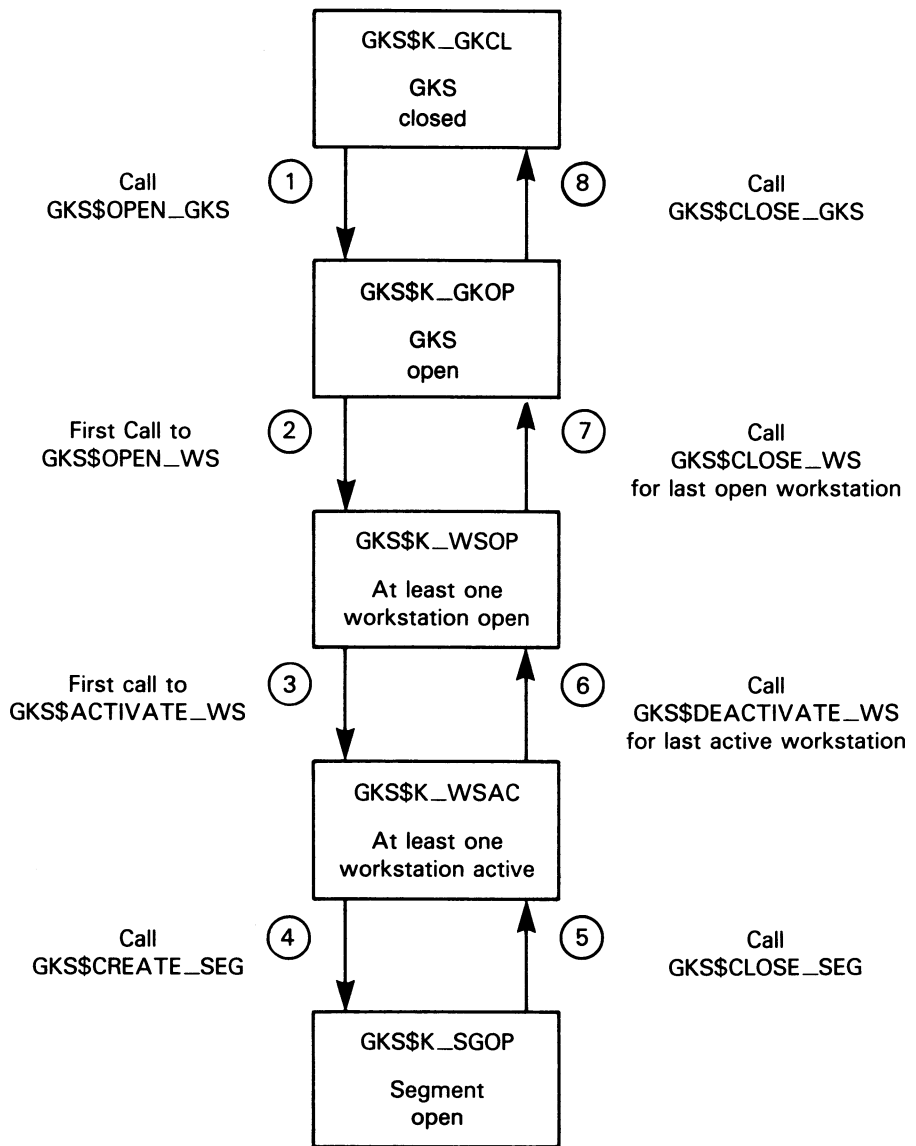 GKS$K_GKCL
GKS
closed
Call
GKS$OPEN_GKS
1
8
Call
GKS$CLOSE_GKS
GKS$K_GKOP
GKS
open
First Call to
GKS$OPEN_WS
2
7
Call
GKS$CLOSE_WS
for last open workstation
GKS$K_WSOP
At least one
workstation open
First call to
GKS$ACTIVATE_WS
3
6
Call
GKS$DEACTIVATE_WS
for last active workstation
GKS$K_WSAC
At least one
workstation active
Call
GKS$CREATE_SEG
4
5
Call
GKS$CLOSE_SEG
GKS$K_SGOP
Segment
open